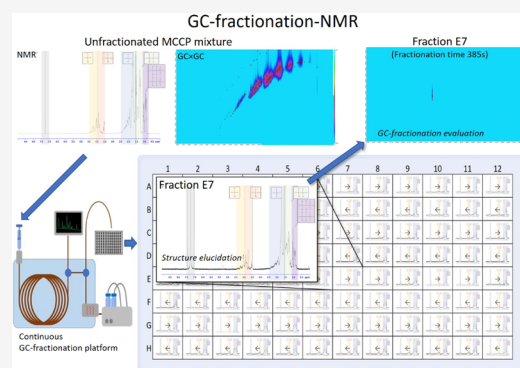 GC-fractionation-NMR
Unfractionated MCCP mixture
Fraction E7
(Fractionation time 385s)
NMR
GC×GC
GC-fractionation evaluation
1 2 3 4 5 6 7 8 9 10 11 12
A
B
C
D
E
F
G
H
Fraction E7
Structure elucidation
Continuous
GC-fractionation platform